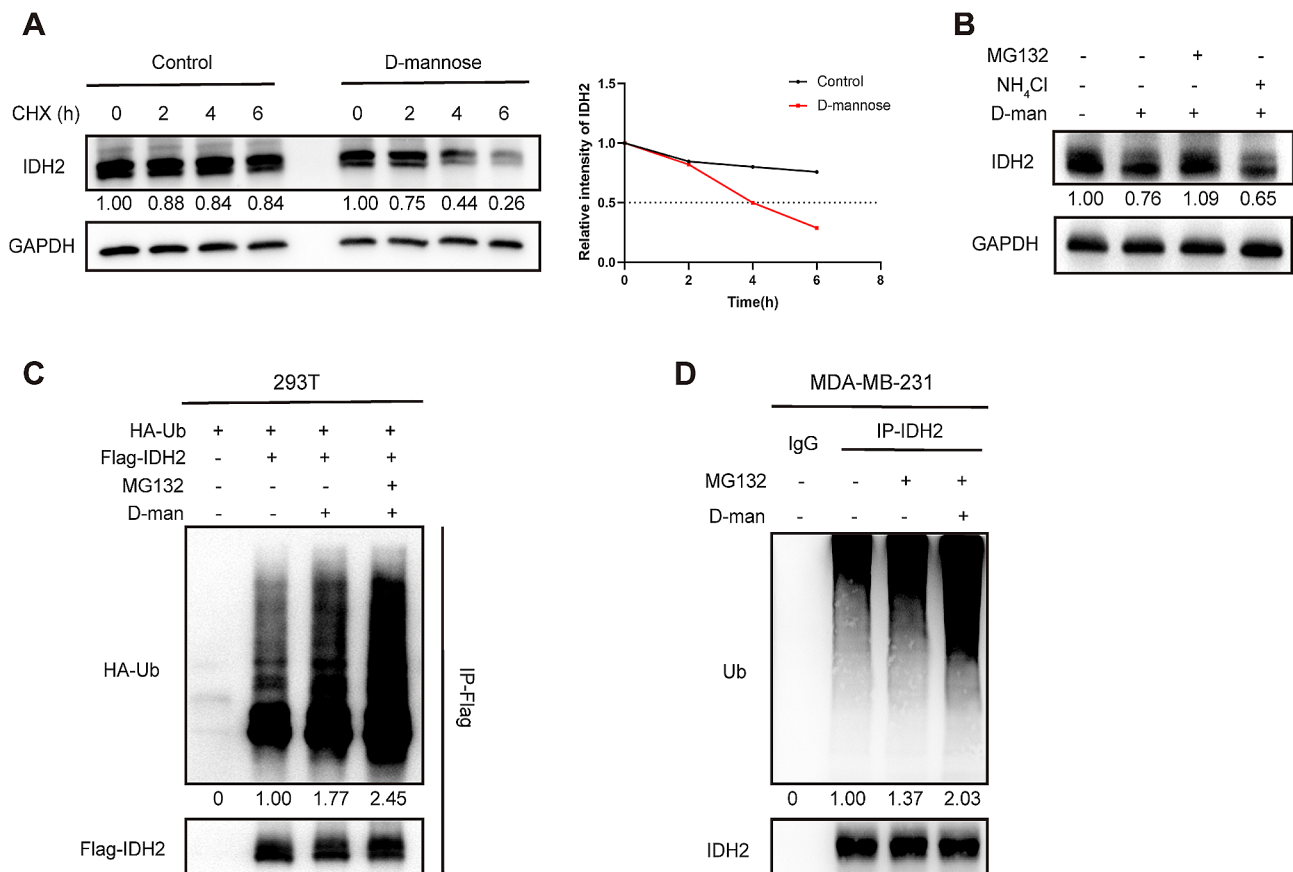 A
Control D-mannose
CHX (h) 0 2 4 6 0 2 4 6
IDH2
1.00 0.88 0.84 0.84 1.00 0.75 0.44 0.26
GAPDH
Relative intensity of IDH2
1.5
1.0
0.5
0.0
0 2 4 6 8
Time(h)
Control
D-mannose
B
MG132 - - + -
NH4Cl - - - +
D-man - + + +
IDH2
1.00 0.76 1.09 0.65
GAPDH
C
293T
HA-Ub + + + +
Flag-IDH2 - + + +
MG132 - - - +
D-man - - + +
HA-Ub
0 1.00 1.77 2.45
Flag-IDH2
IP-Flag
D
MDA-MB-231
IgG IP-IDH2
MG132 - - + +
D-man - - - +
Ub
0 1.00 1.37 2.03
IDH2